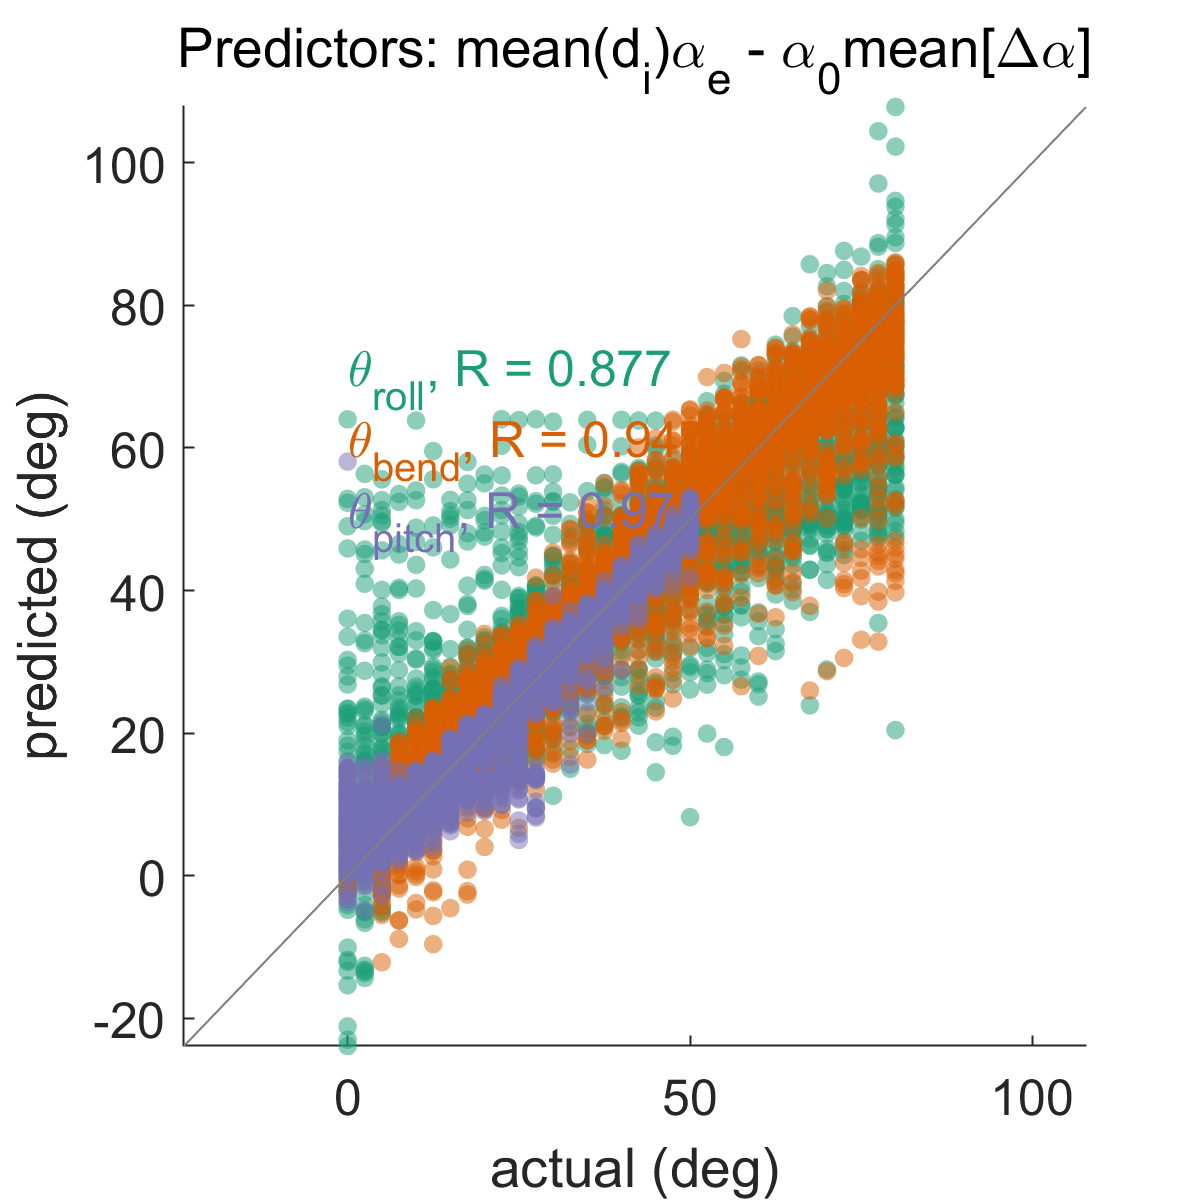 Predictors: mean(d_i)α_e - α_0mean[Δα]
100
80
60
40
20
0
-20
predicted (deg)
θ_roll, R = 0.877
θ_bend, R = 0.94
θ_pitch, R = 0.97
0 50 100
actual (deg)